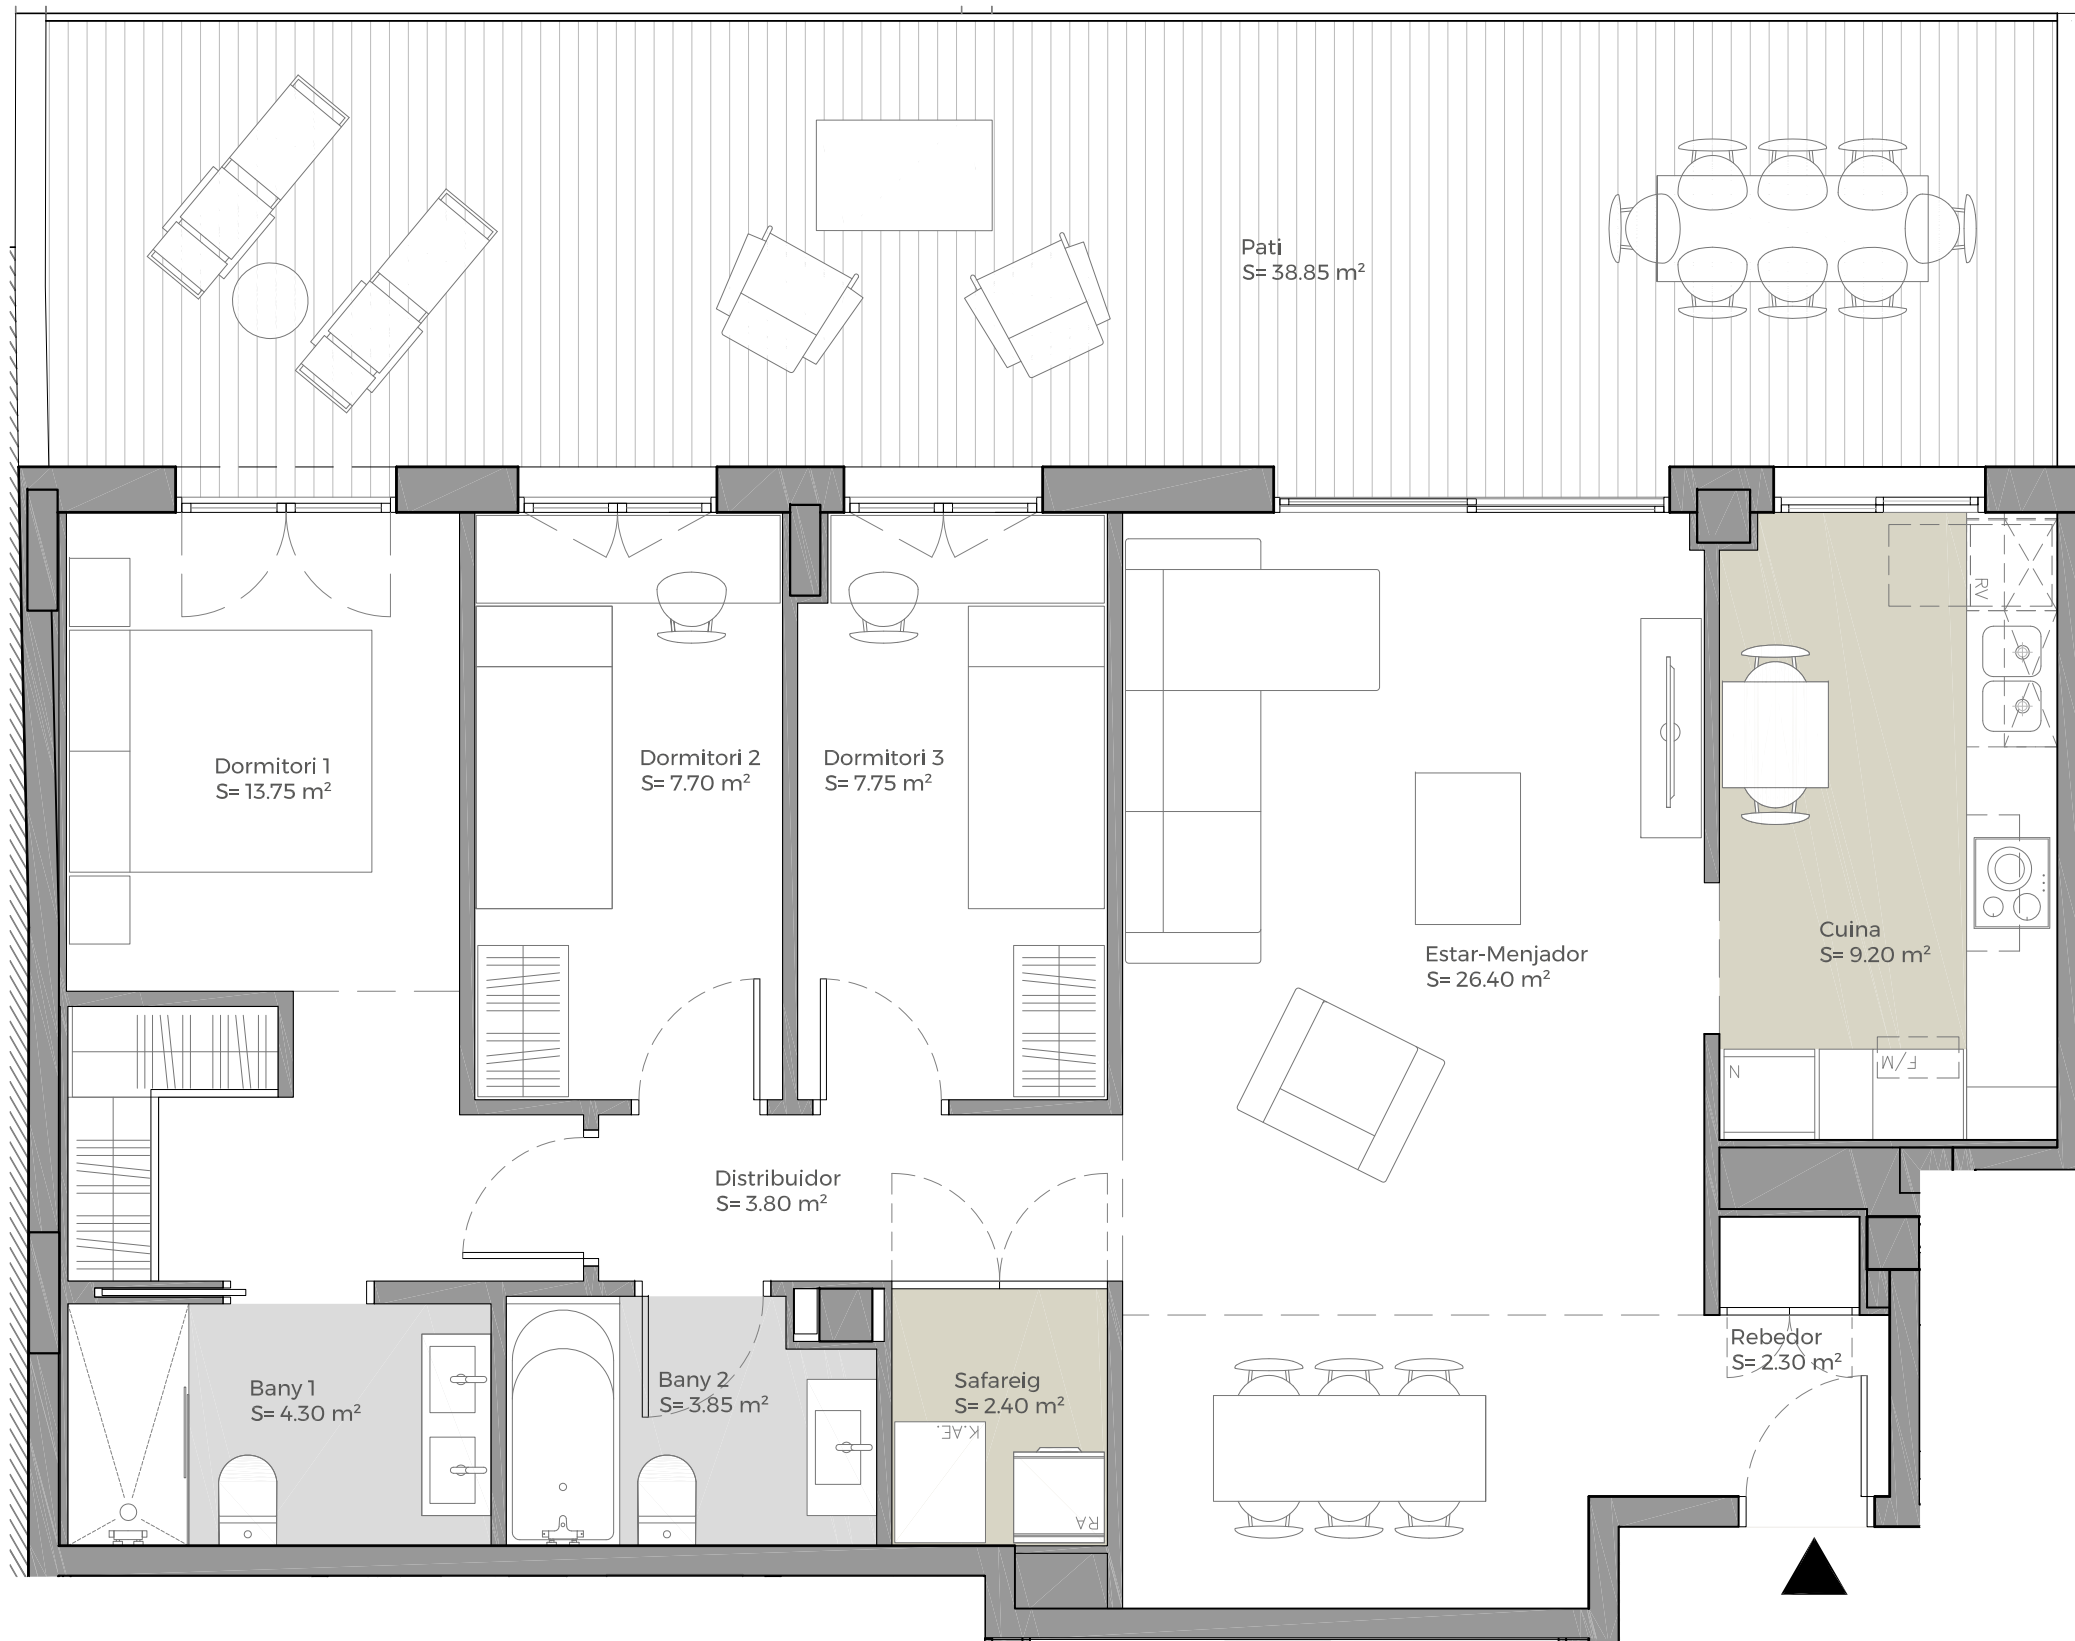 Pati
S= 38.85 m²
RV
Dormitori 1
S= 13.75 m²
Dormitori 2
S= 7.70 m²
Dormitori 3
S= 7.75 m²
Estar-Menjador
S= 26.40 m²
Cuina
S= 9.20 m²
N
F/M
Distribuidor
S= 3.80 m²
Rebedor
S= 2.30 m²
Bany 1
S= 4.30 m²
Bany 2
S= 3.85 m²
Safareig
S= 2.40 m²
K.AE.
RA